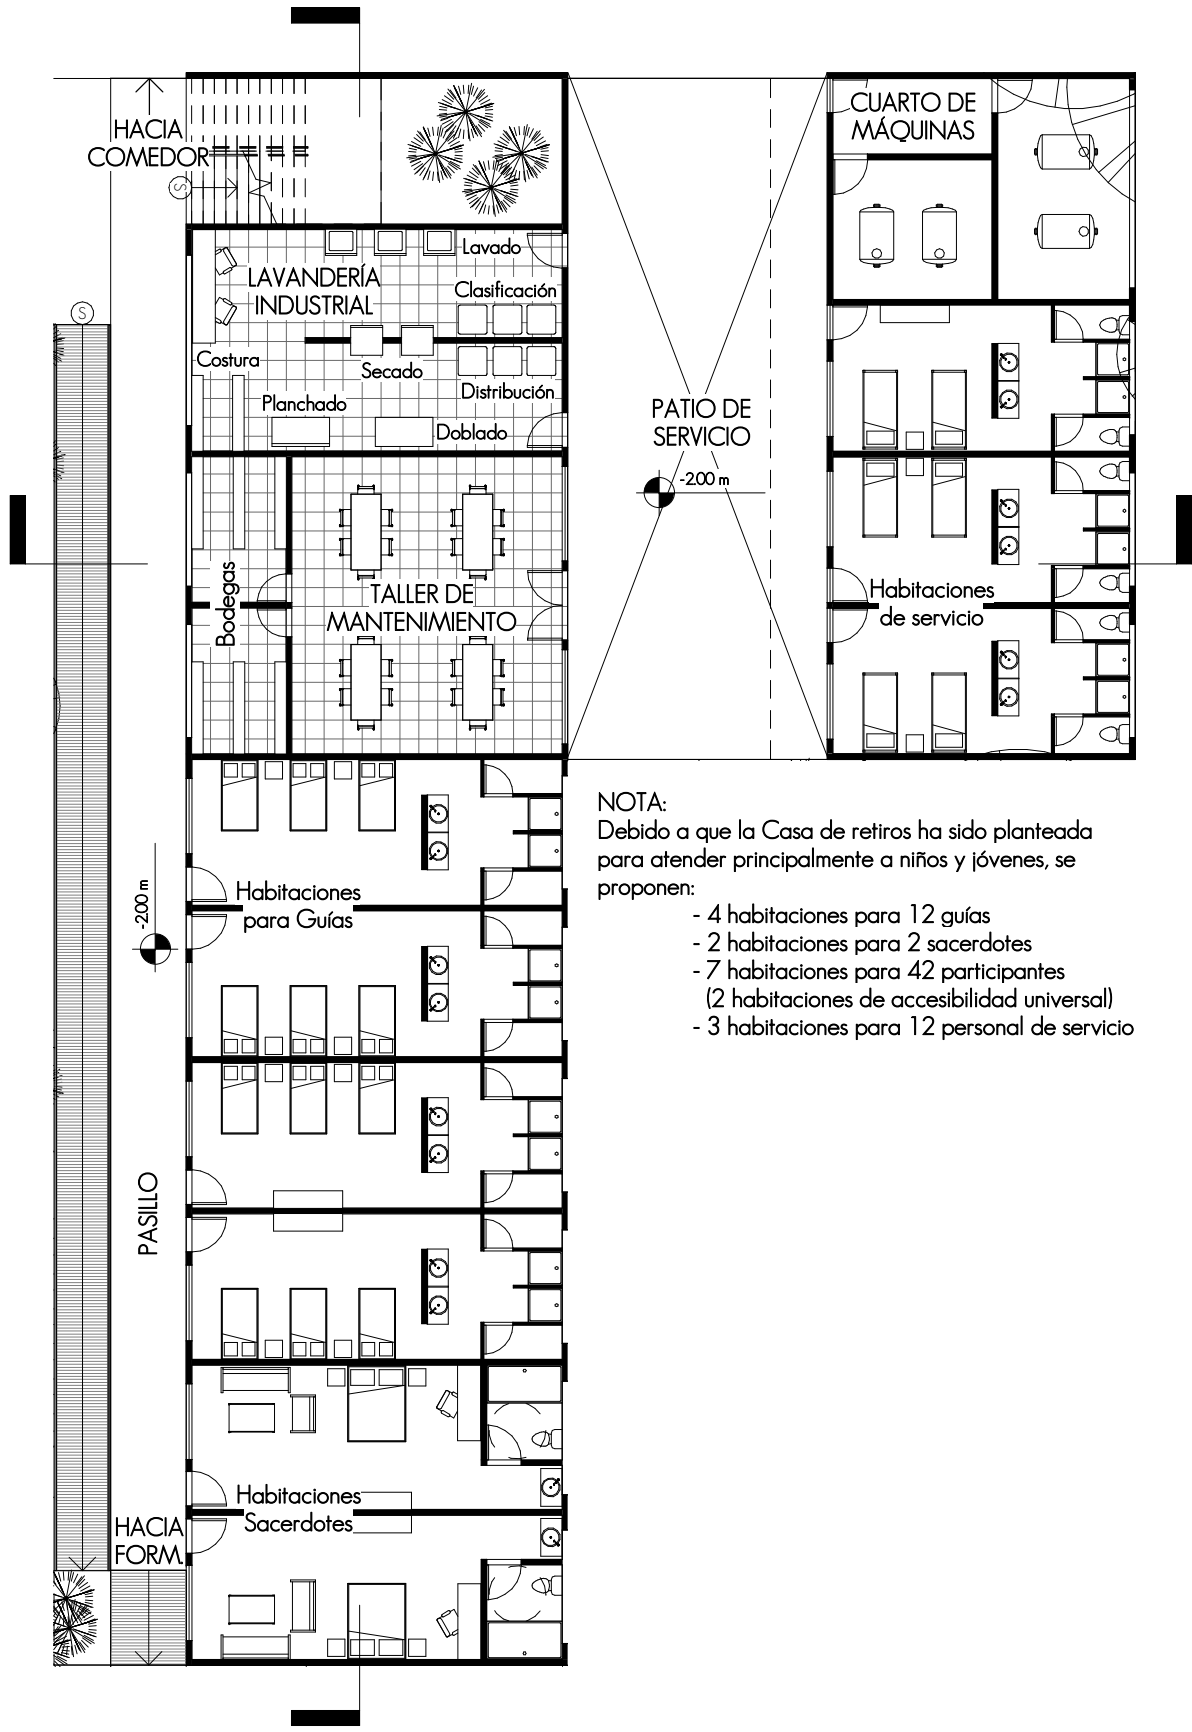 HACIA
COMEDOR
S
CUARTO DE
MÁQUINAS
Lavado
LAVANDERÍA
INDUSTRIAL
Clasificación
S
Costura
Secado
Distribución
Planchado
Doblado
PATIO DE
SERVICIO
-2.00 m
Bodegas
TALLER DE
MANTENIMIENTO
Habitaciones
de servicio
NOTA:
Debido a que la Casa de retiros ha sido planteada
para atender principalmente a niños y jóvenes, se
proponen:
- 4 habitaciones para 12 guías
- 2 habitaciones para 2 sacerdotes
- 7 habitaciones para 42 participantes
(2 habitaciones de accesibilidad universal)
- 3 habitaciones para 12 personal de servicio
Habitaciones
para Guías
-2.00 m
PASILLO
Habitaciones
Sacerdotes
HACIA
FORM.